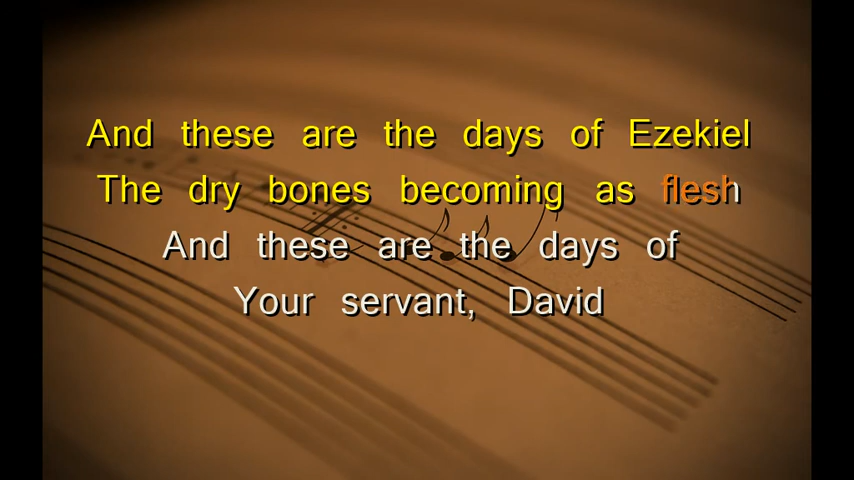 And these are the days of Ezekiel
The dry bones becoming as flesh
And these are the days of
Your servant, David